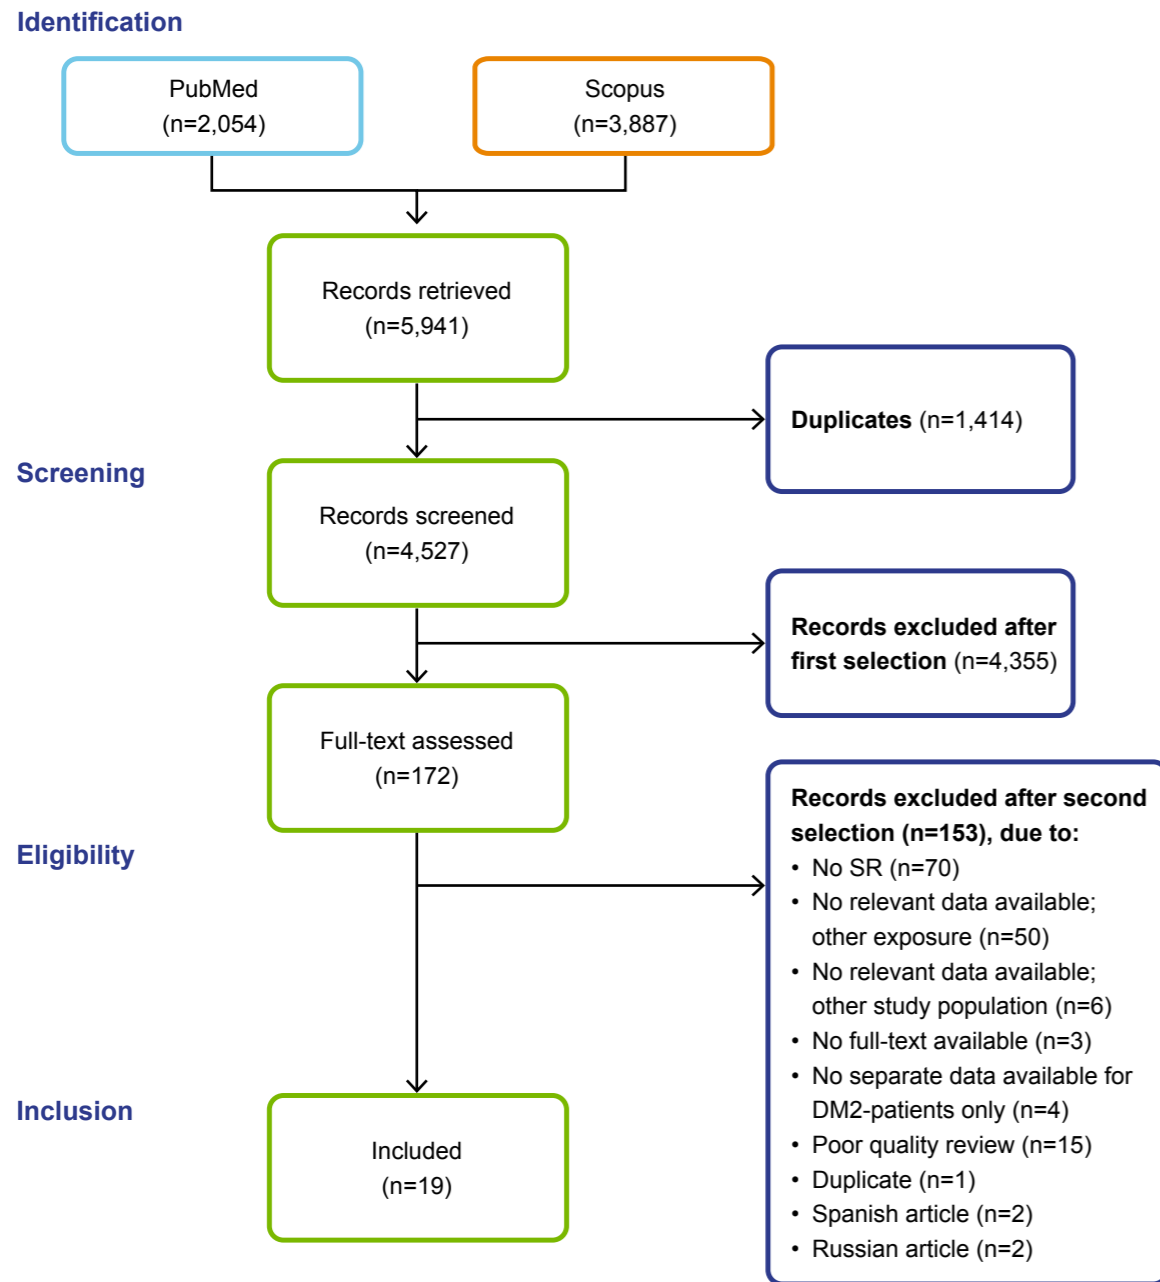 Identification
PubMed
(n=2,054)
Scopus
(n=3,887)
Records retrieved
(n=5,941)
Duplicates (n=1,414)
Screening
Records screened
(n=4,527)
Records excluded after
first selection (n=4,355)
Full-text assessed
(n=172)
Records excluded after second
selection (n=153), due to:
• No SR (n=70)
• No relevant data available;
other exposure (n=50)
• No relevant data available;
other study population (n=6)
• No full-text available (n=3)
• No separate data available for
DM2-patients only (n=4)
• Poor quality review (n=15)
• Duplicate (n=1)
• Spanish article (n=2)
• Russian article (n=2)
Eligibility
Inclusion
Included
(n=19)